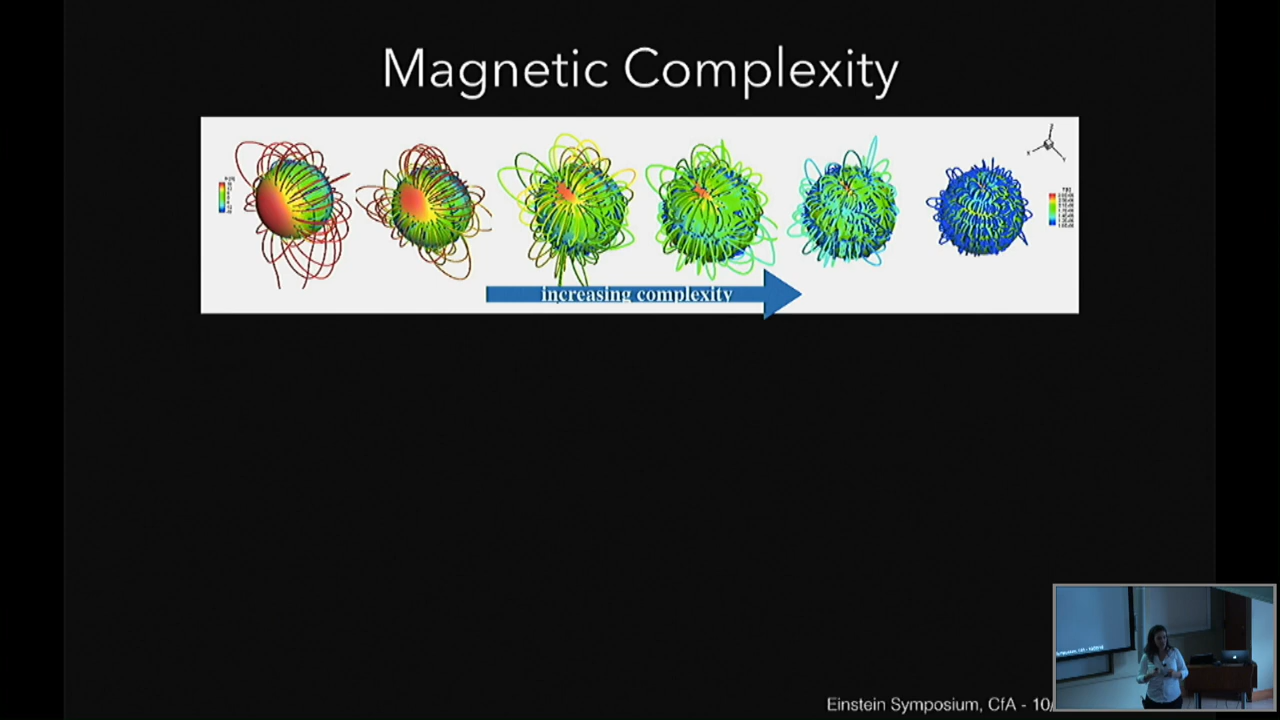 Magnetic Complexity
increasing complexity
Einstein Symposium, CfA - 10/